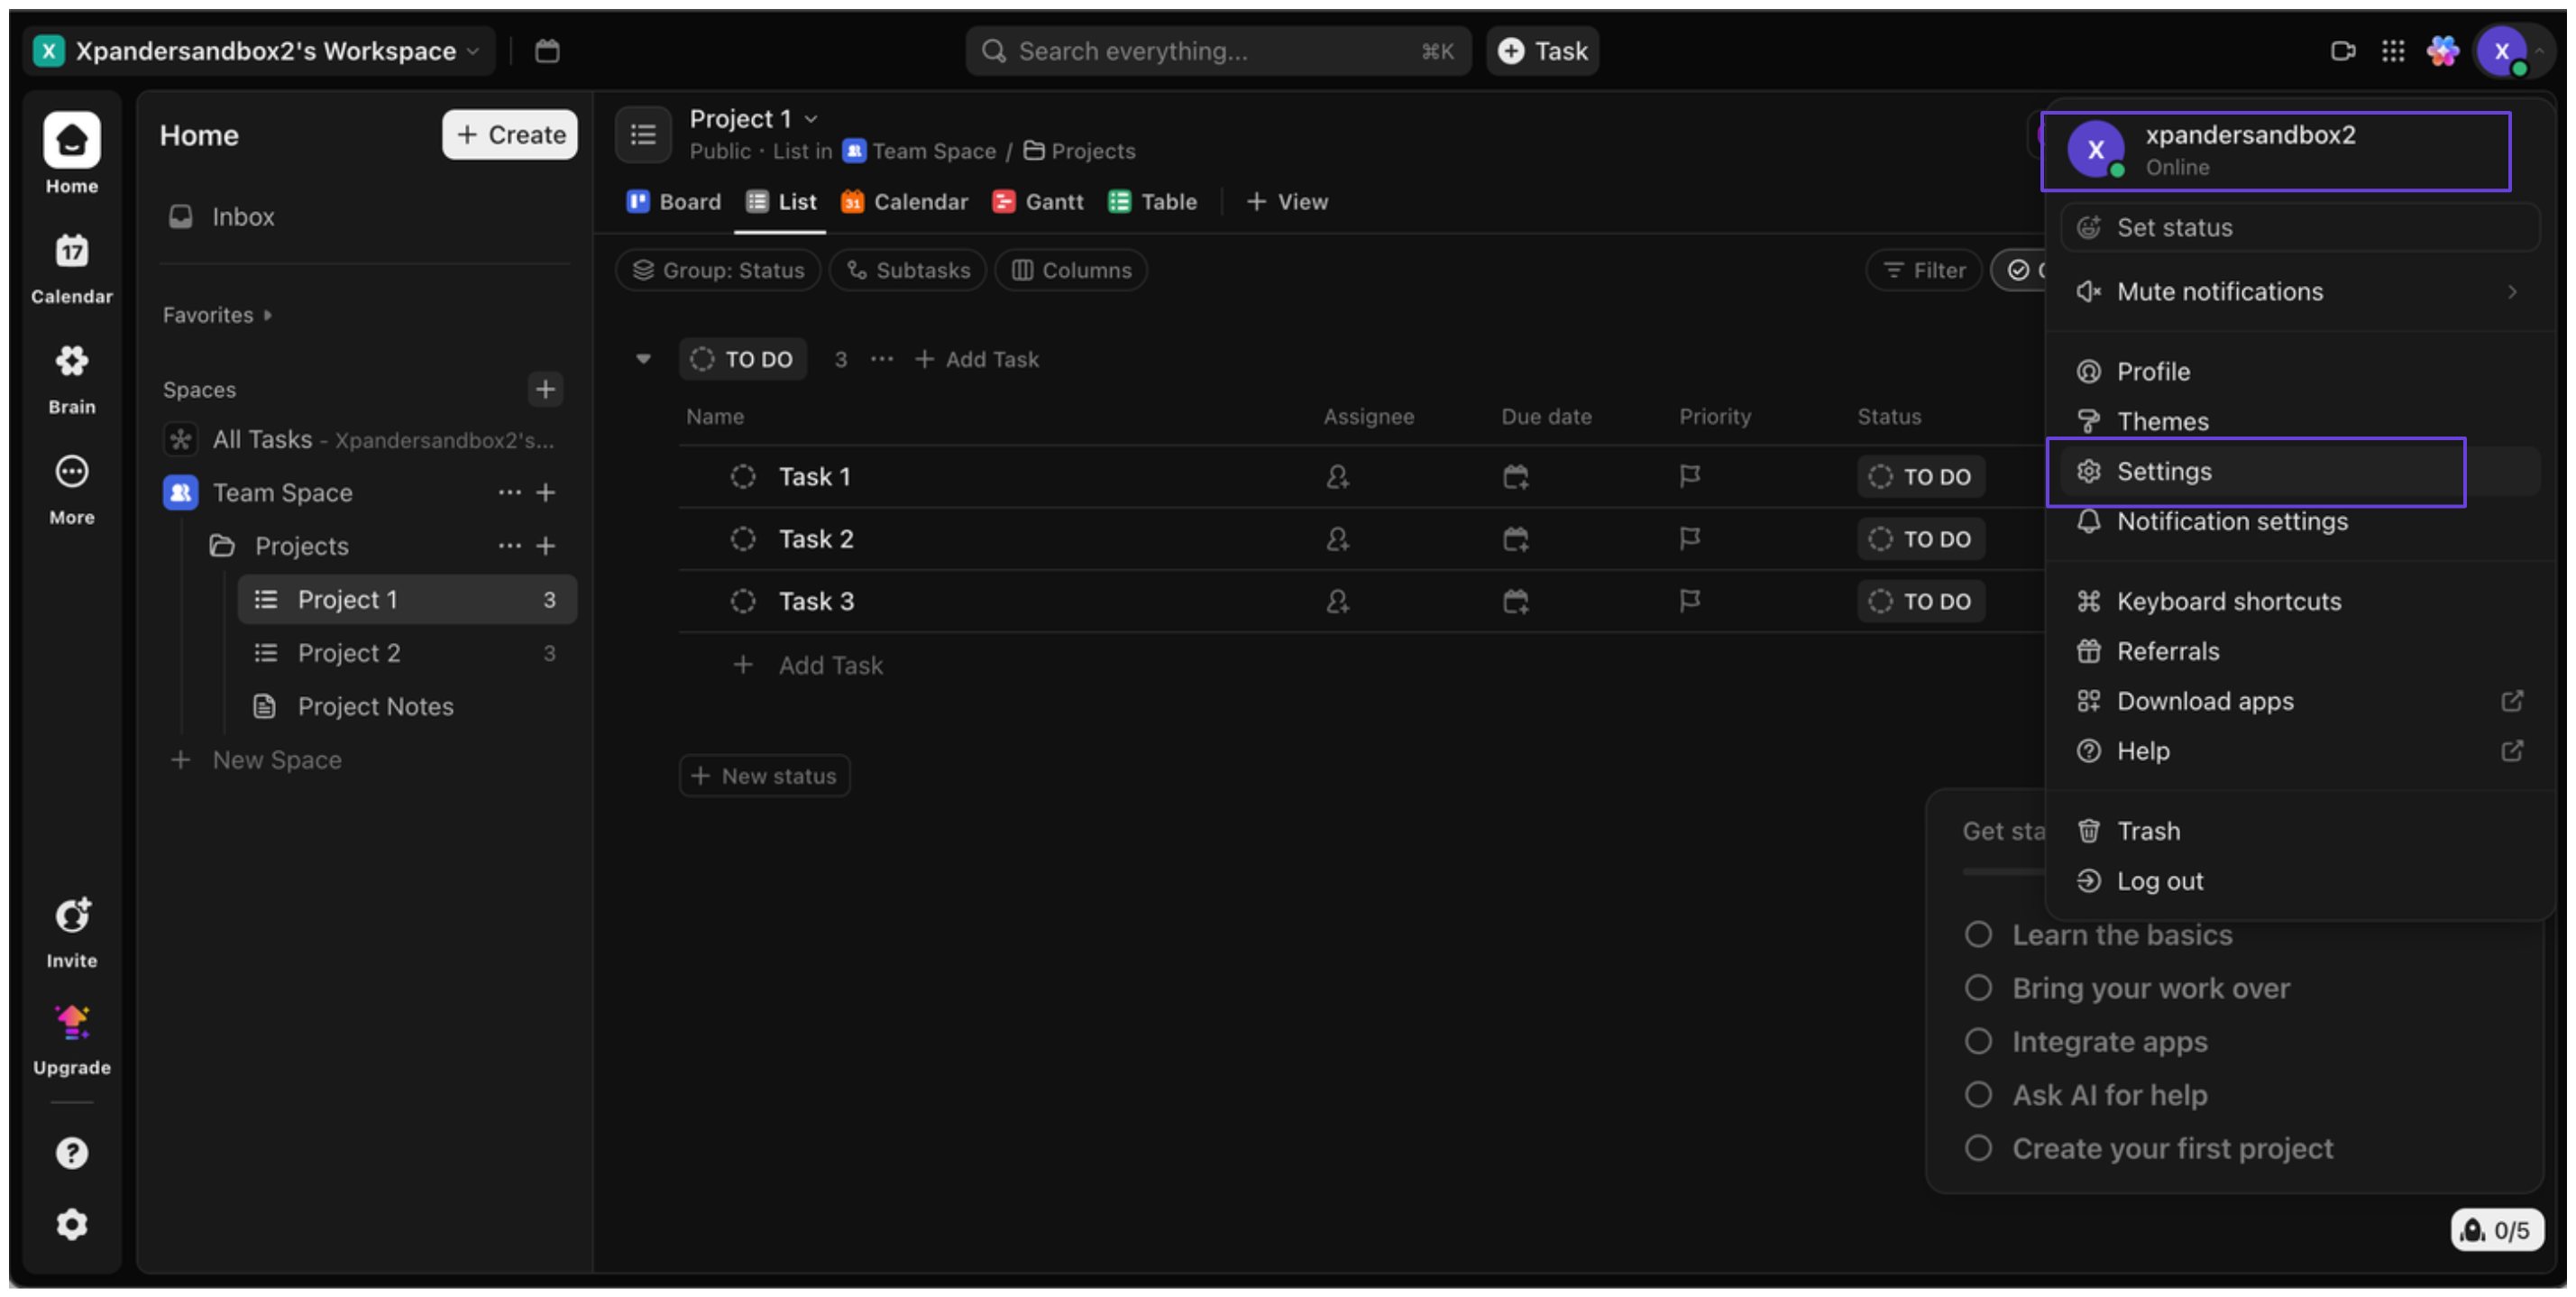 X Xpandersandbox2's Workspace
Search everything... ⌘K
Task
X
Home
Calendar
17
Brain
More
Invite
Upgrade
Home
+ Create
Inbox
Favorites
Spaces
All Tasks - Xpandersandbox2's...
Team Space
Projects
Project 1 3
Project 2 3
Project Notes
+ New Space
Project 1
Public · List in Team Space / Projects
Board List 31 Calendar Gantt Table + View
Group: Status Subtasks Columns Filter
TO DO 3 ... + Add Task
Name Assignee Due date Priority Status
Task 1 TO DO
Task 2 TO DO
Task 3 TO DO
+ Add Task
+ New status
X xpandersandbox2
Online
Set status
Mute notifications
Profile
Themes
Settings
Notification settings
Keyboard shortcuts
Referrals
Download apps
Help
Trash
Log out
Get sta
Learn the basics
Bring your work over
Integrate apps
Ask AI for help
Create your first project
0/5